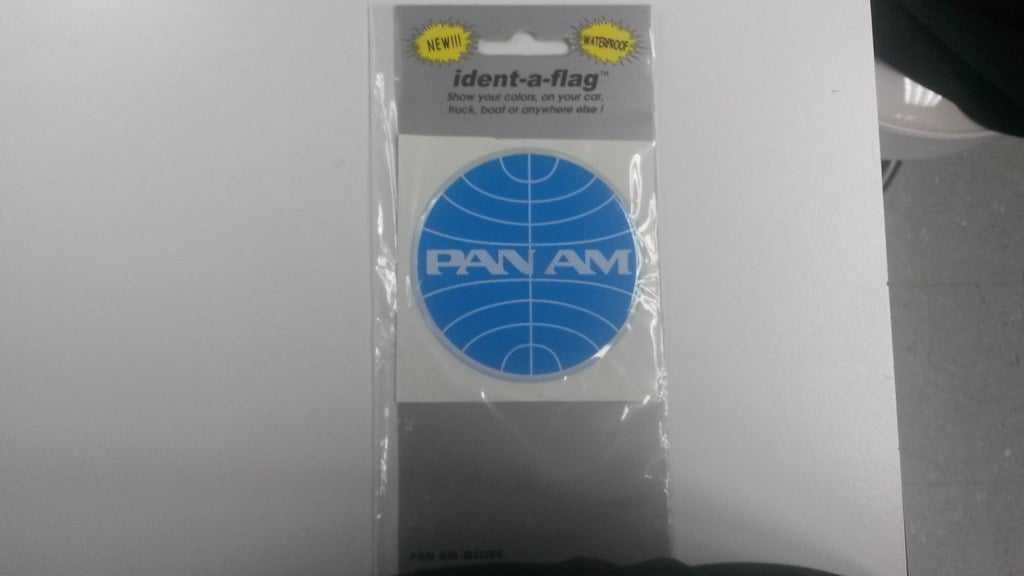 NEW!!!
WATERPROOF
ident-a-flag™
Show your colors, on your car,
truck, boat or anywhere else !
PAN AM
PAN AM GLOBE